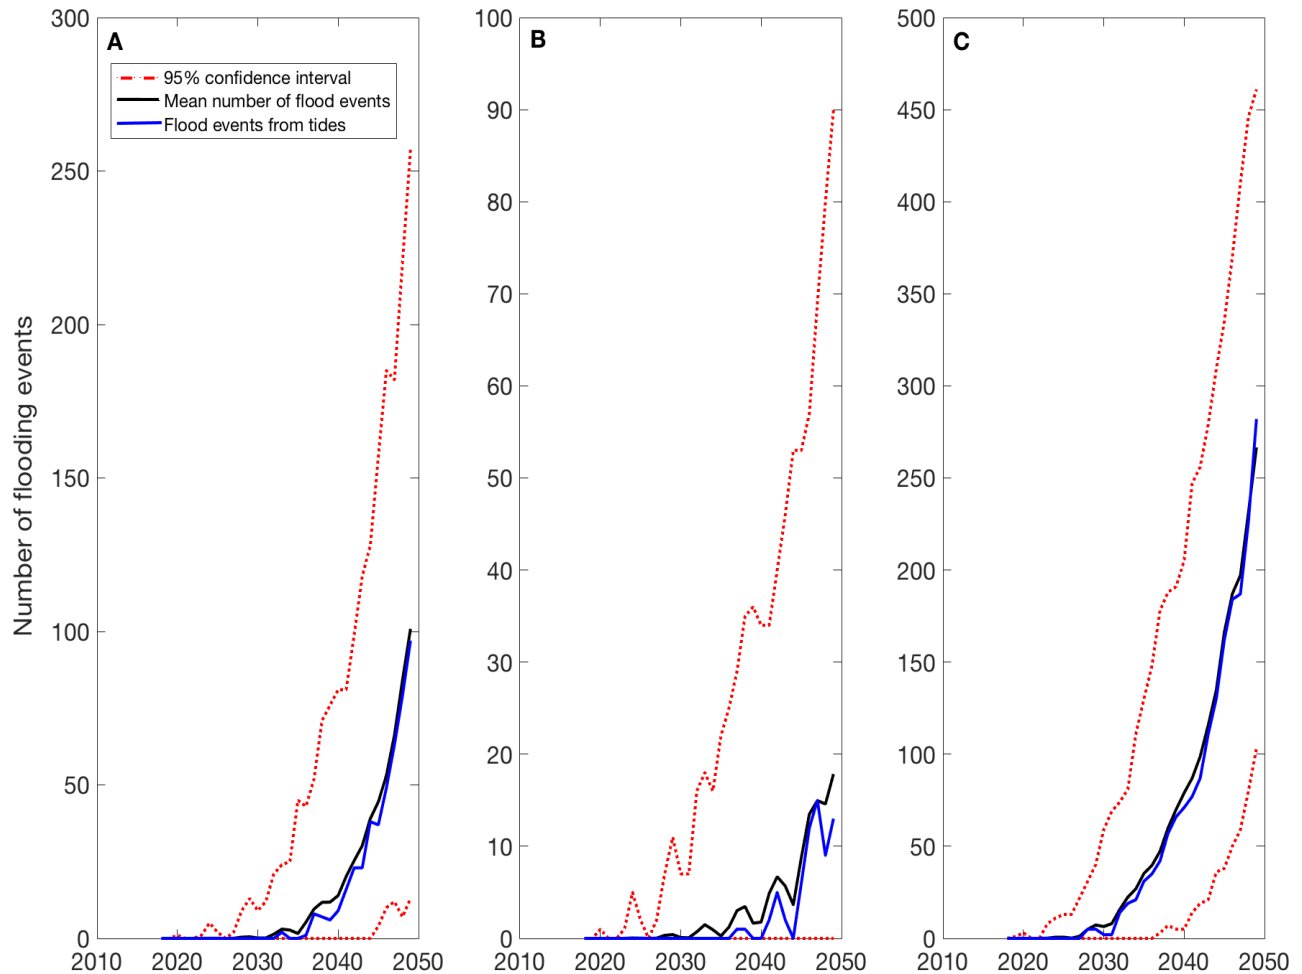 A
95% confidence interval
Mean number of flood events
Flood events from tides
Number of flooding events
300
250
200
150
100
50
0
2010 2020 2030 2040 2050
B
100
90
80
70
60
50
40
30
20
10
0
2010 2020 2030 2040 2050
C
500
450
400
350
300
250
200
150
100
50
0
2010 2020 2030 2040 2050